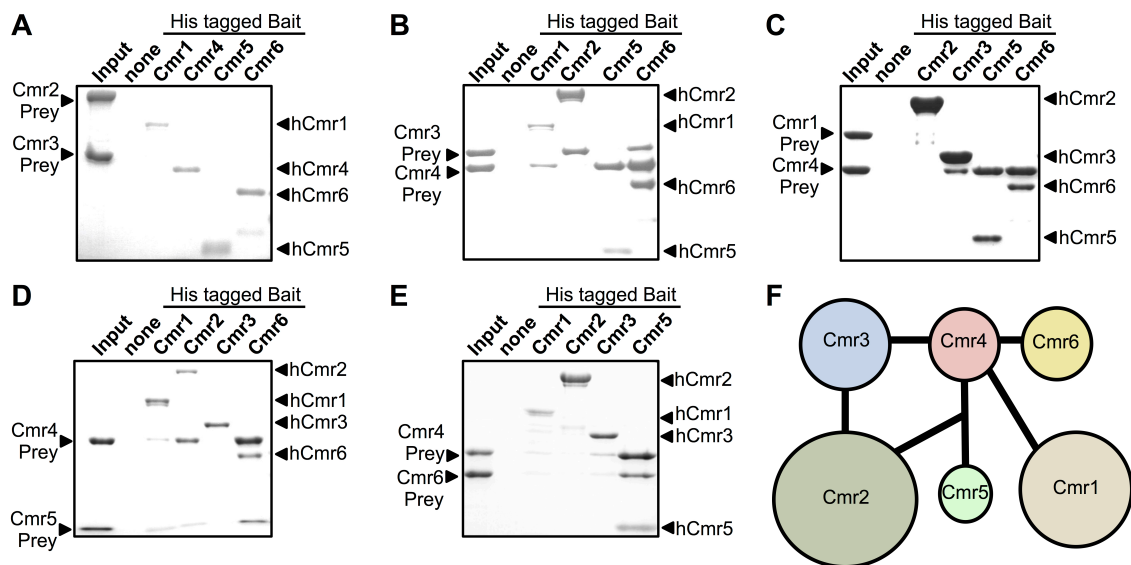 A
His tagged Bait
Input
none
Cmr1
Cmr4
Cmr5
Cmr6
Cmr2
Prey
Cmr3
Prey
hCmr1
hCmr4
hCmr6
hCmr5
B
His tagged Bait
Input
none
Cmr1
Cmr2
Cmr5
Cmr6
Cmr3
Prey
Cmr4
Prey
hCmr2
hCmr1
hCmr6
hCmr5
C
His tagged Bait
Input
none
Cmr2
Cmr3
Cmr5
Cmr6
Cmr1
Prey
Cmr4
Prey
hCmr2
hCmr3
hCmr6
hCmr5
D
His tagged Bait
Input
none
Cmr1
Cmr2
Cmr3
Cmr6
Cmr4
Prey
Cmr5
Prey
hCmr2
hCmr1
hCmr3
hCmr6
E
His tagged Bait
Input
none
Cmr1
Cmr2
Cmr3
Cmr5
Cmr4
Prey
Cmr6
Prey
hCmr2
hCmr1
hCmr3
hCmr5
F
Cmr3
Cmr4
Cmr6
Cmr2
Cmr5
Cmr1